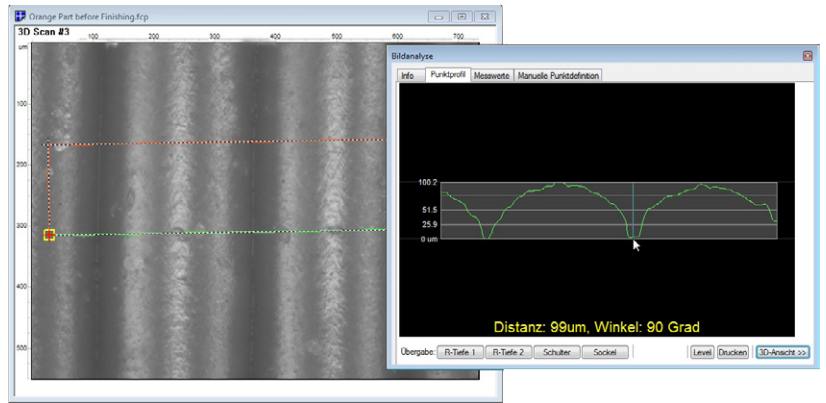 Orange Part before Finishing.fcp
3D Scan #3
um
100 200 300 400 500 600 700
100
200
300
400
500
Bildanalyse
Info Punktprofil Messwerte Manuelle Punktdefinition
100.2
51.5
25.9
0 um
Distanz: 99um, Winkel: 90 Grad
Übergabe: R-Tiefe 1 R-Tiefe 2 Schulter Sockel Level Drucken 3D-Ansicht >>